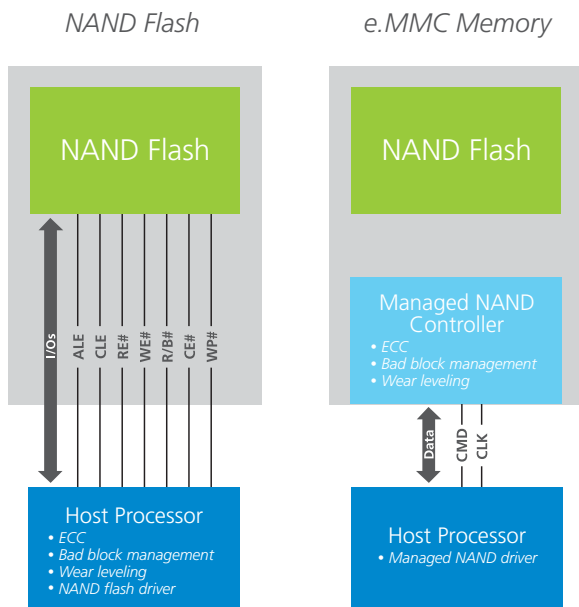 NAND Flash
NAND Flash
I/Os
ALE
CLE
RE#
WE#
R/B#
CE#
WP#
Host Processor
• ECC
• Bad block management
• Wear leveling
• NAND flash driver
e.MMC Memory
NAND Flash
Managed NAND
Controller
• ECC
• Bad block management
• Wear leveling
Data
CMD
CLK
Host Processor
• Managed NAND driver